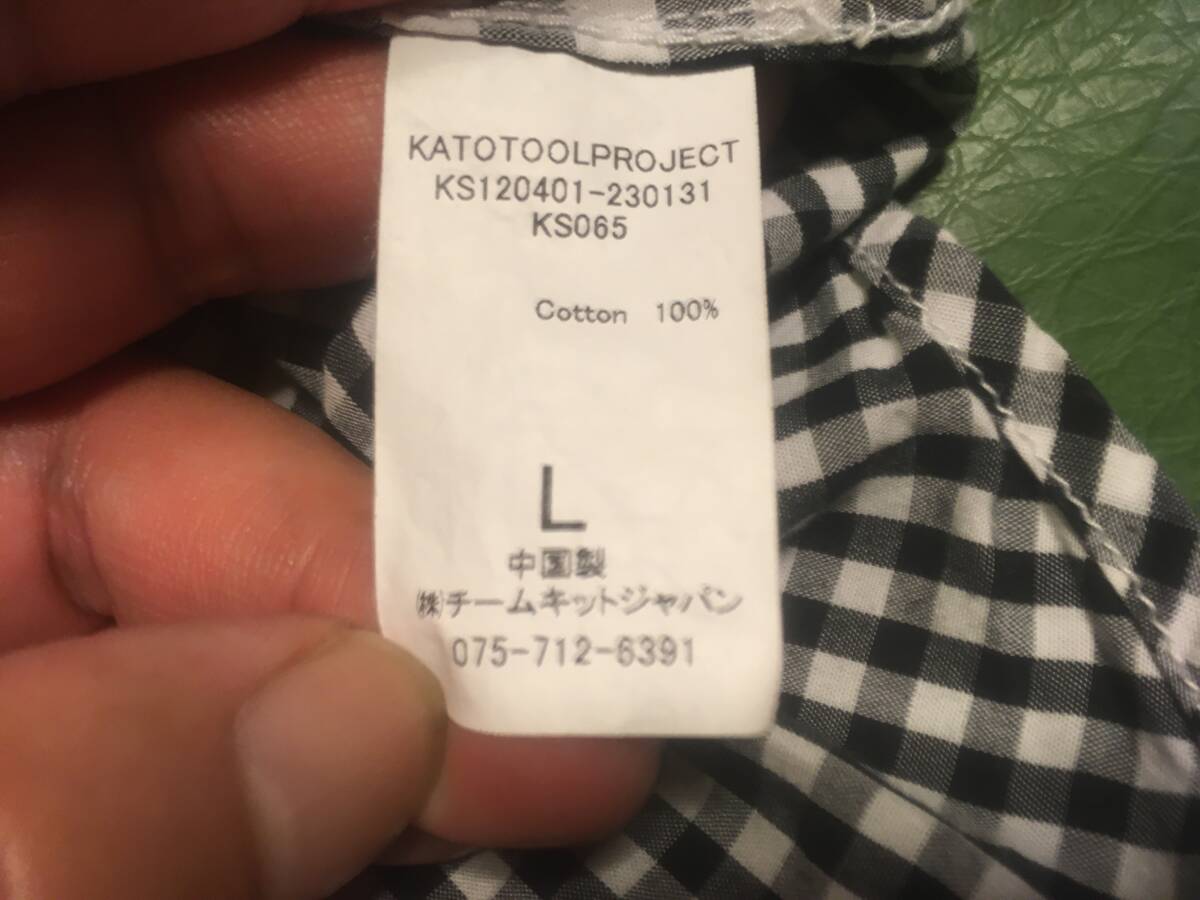 KATOTOOLPROJECT
KS120401-230131
KS065
Cotton 100%
L
中国製
㈱チームキットジャパン
075-712-6391